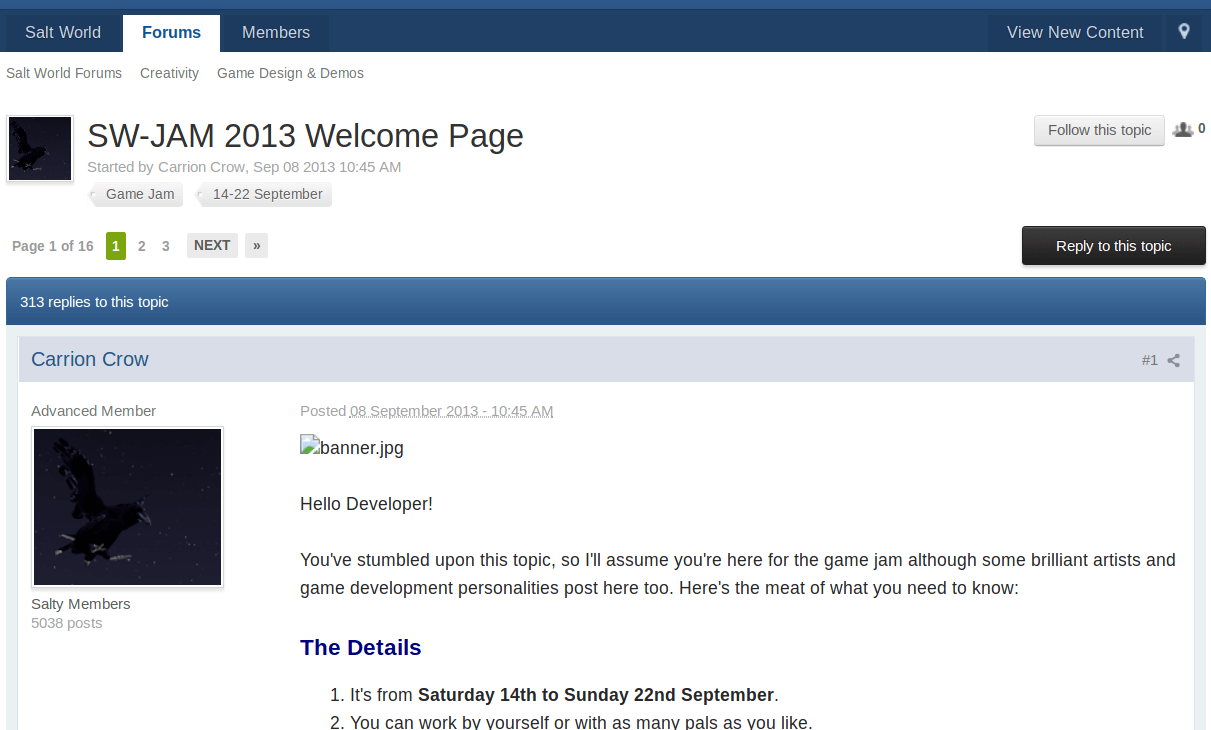 Salt World Forums Members View New Content
Salt World Forums Creativity Game Design & Demos
SW-JAM 2013 Welcome Page
Follow this topic 0
Started by Carrion Crow, Sep 08 2013 10:45 AM
Game Jam 14-22 September
Page 1 of 16 1 2 3 NEXT »
Reply to this topic
313 replies to this topic
Carrion Crow #1
Advanced Member
Salty Members
5038 posts
Posted 08 September 2013 - 10:45 AM
banner.jpg
Hello Developer!
You've stumbled upon this topic, so I'll assume you're here for the game jam although some brilliant artists and
game development personalities post here too. Here's the meat of what you need to know:
The Details
1. It's from Saturday 14th to Sunday 22nd September.
2. You can work by yourself or with as many pals as you like.